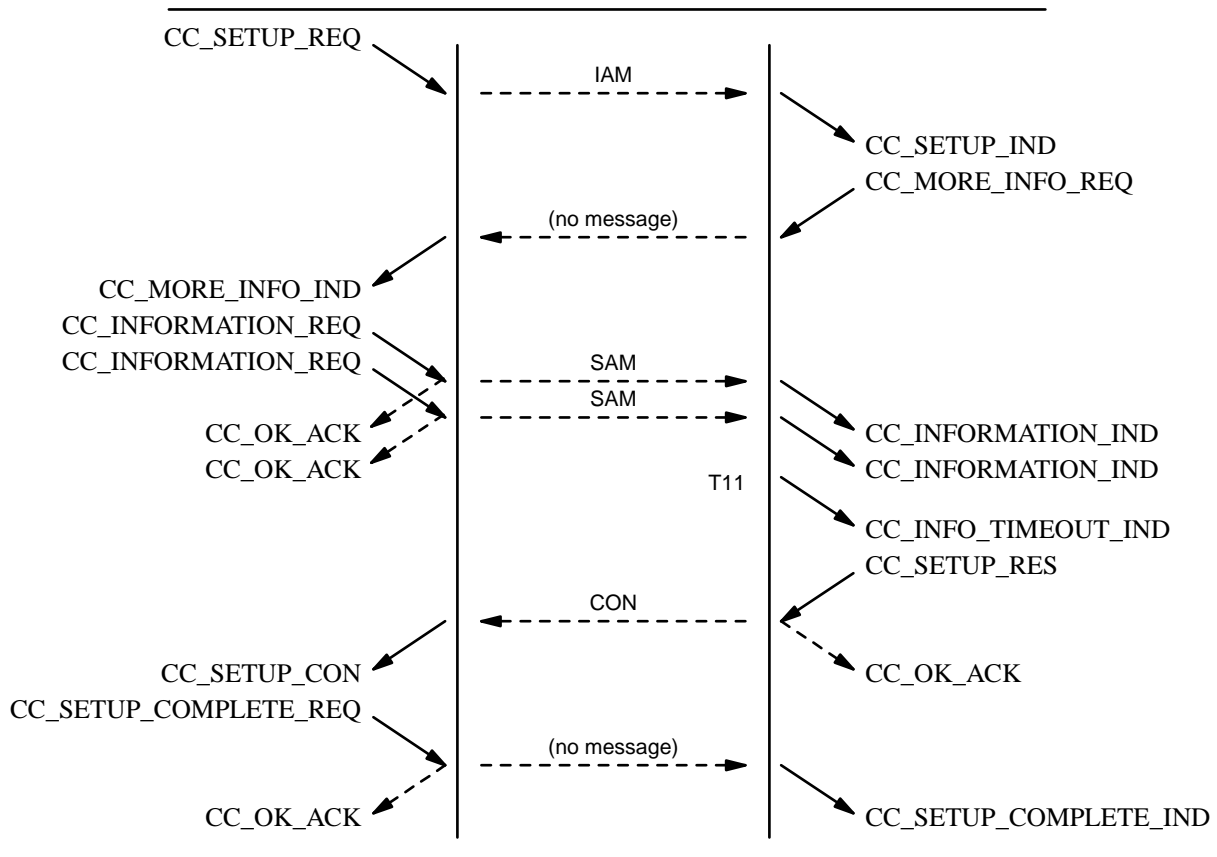 CC_SETUP_REQ
IAM
CC_SETUP_IND
CC_MORE_INFO_REQ
(no message)
CC_MORE_INFO_IND
CC_INFORMATION_REQ
CC_INFORMATION_REQ
SAM
SAM
CC_OK_ACK
CC_INFORMATION_IND
CC_OK_ACK
CC_INFORMATION_IND
T11
CC_INFO_TIMEOUT_IND
CC_SETUP_RES
CON
CC_SETUP_CON
CC_OK_ACK
CC_SETUP_COMPLETE_REQ
(no message)
CC_OK_ACK
CC_SETUP_COMPLETE_IND